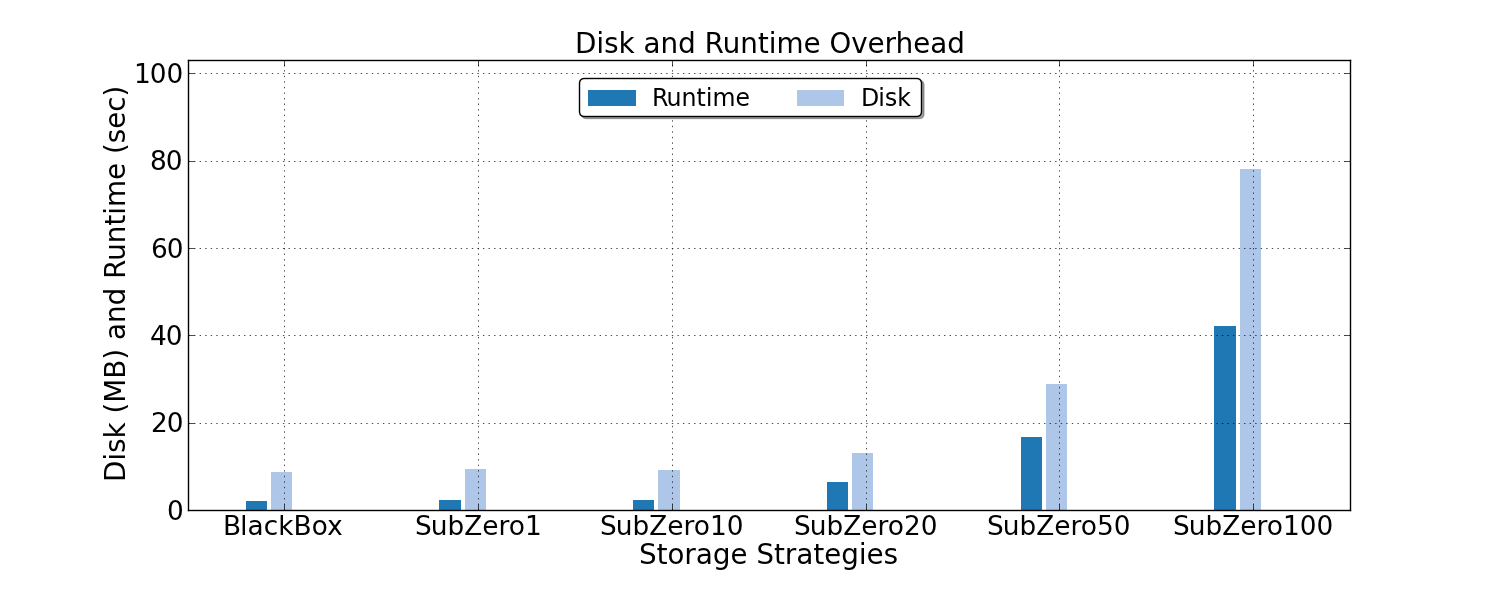 Disk and Runtime Overhead
Runtime Disk
Disk (MB) and Runtime (sec)
100
80
60
40
20
0
BlackBox SubZero1 SubZero10 SubZero20 SubZero50 SubZero100
Storage Strategies